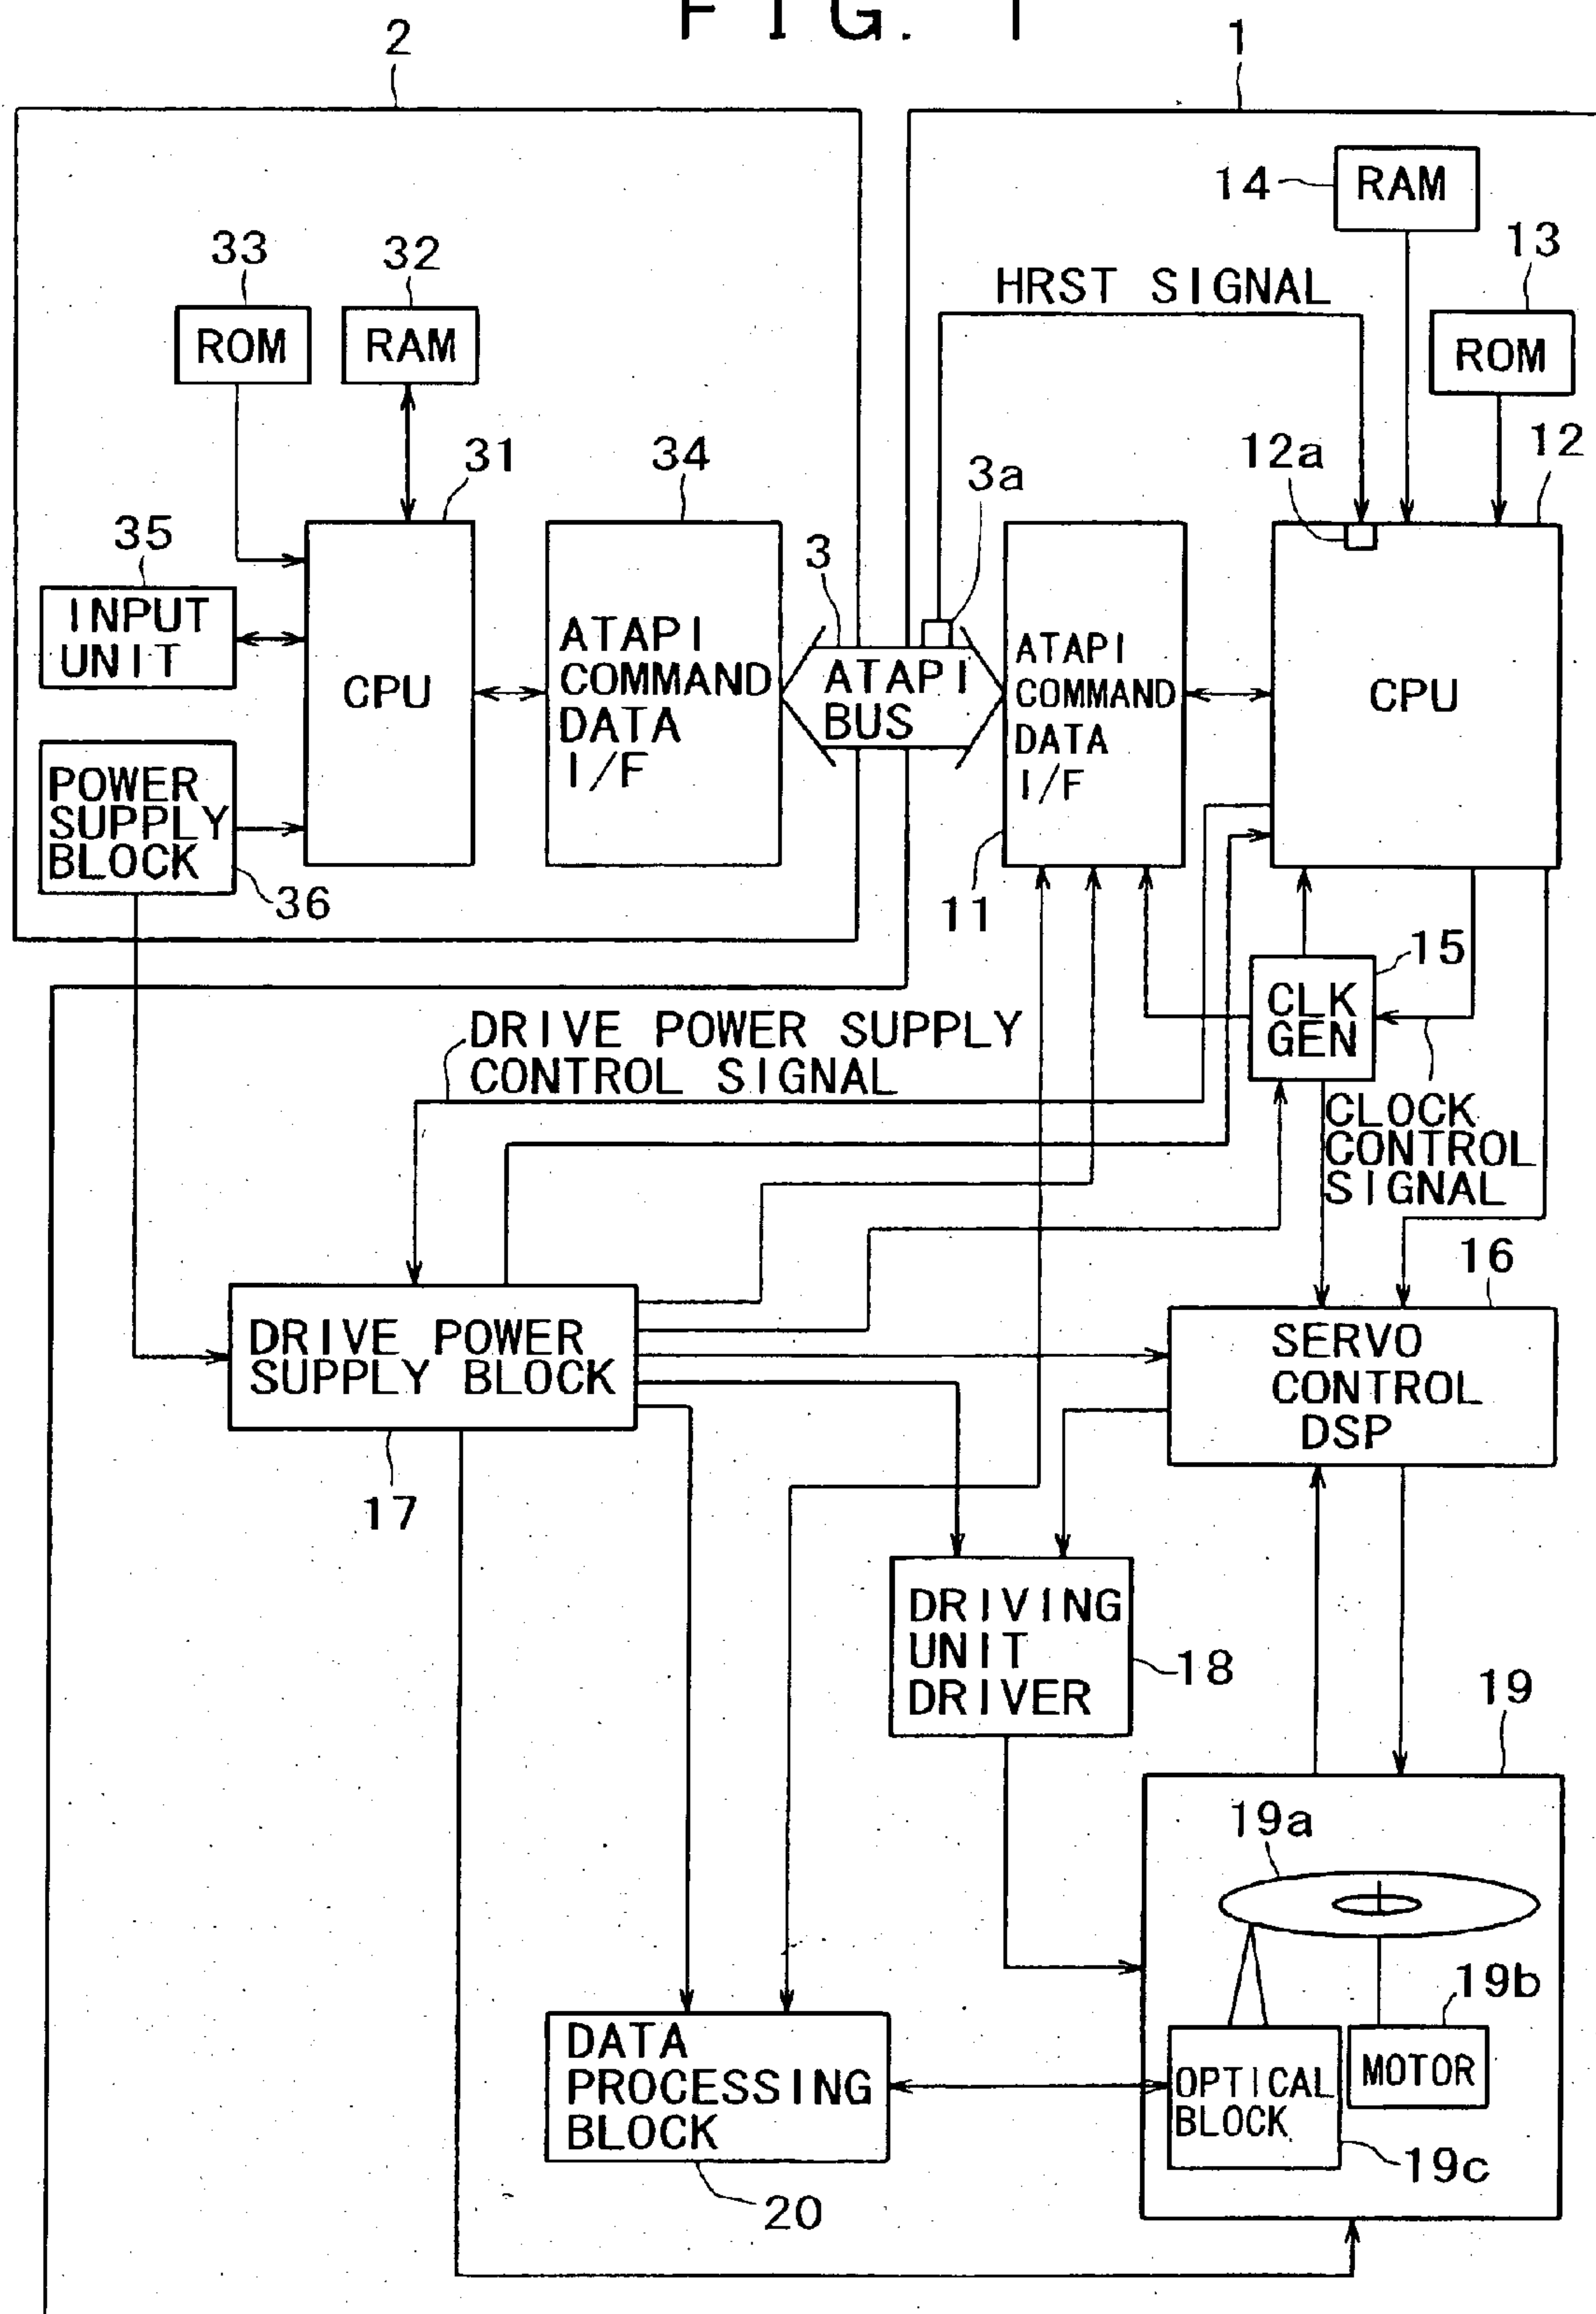 FIG. 1
2
1
14
RAM
33
32
13
HRST SIGNAL
ROM
RAM
ROM
31
34
3a
12a
12
35
3
INPUT
UNIT
CPU
ATAPI
COMMAND
DATA
I/F
ATAPI
BUS
ATAPI
COMMAND
DATA
I/F
CPU
POWER
SUPPLY
BLOCK
36
11
15
CLK
GEN
DRIVE POWER SUPPLY
CONTROL SIGNAL
CLOCK
CONTROL
SIGNAL
16
DRIVE POWER
SUPPLY BLOCK
SERVO
CONTROL
DSP
17
DRIVING
UNIT
DRIVER
18
19
19a
19b
DATA
PROCESSING
BLOCK
OPTICAL
BLOCK
MOTOR
19c
20